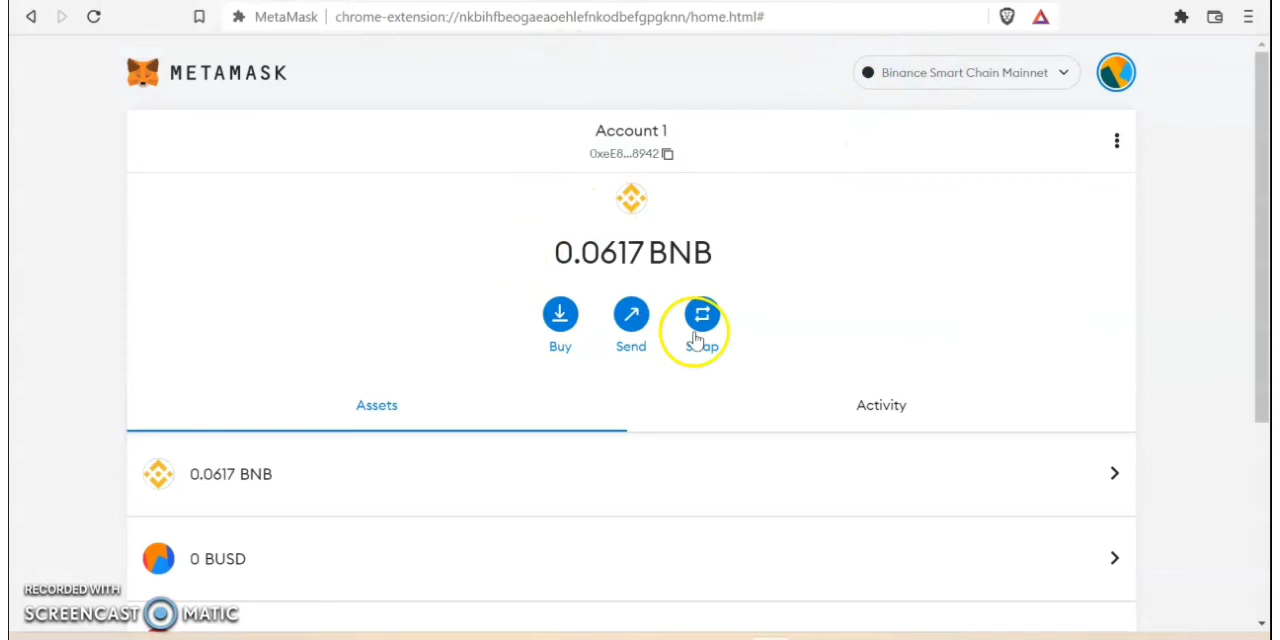 MetaMask chrome-extension://nkbihfbeogaeaoehlefnkodbefgpgknn/home.html#
METAMASK
Binance Smart Chain Mainnet
Account 1
0xeE8...8942
0.0617 BNB
Buy Send Swap
Assets Activity
0.0617 BNB
0 BUSD
RECORDED WITH
SCREENCAST MATIC